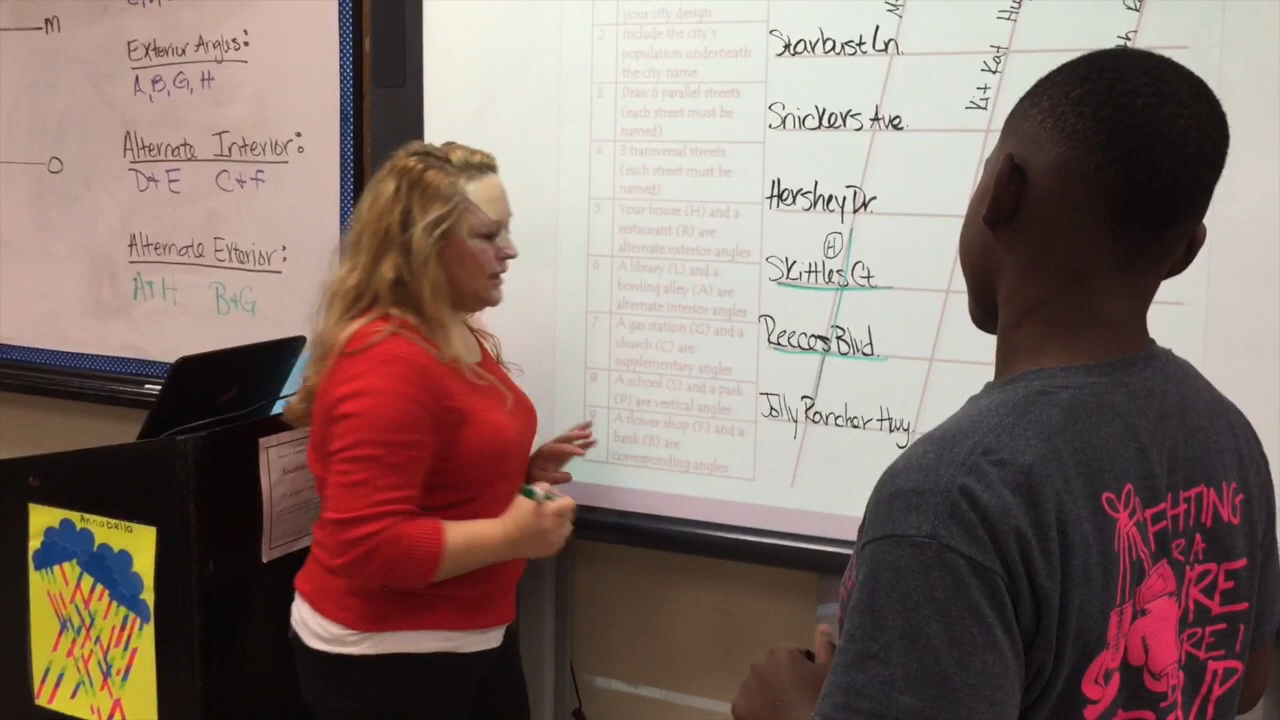 M
Exterior Angles:
A, B, G, H
Alternate Interior:
D+E C+F
O
Alternate Exterior:
A+H B+G
Annabella
your city design
2 Include the city's
population underneath
the city name
3 Draw 6 parallel streets
(each street must be
named)
4 3 transversal streets
(each street must be
named)
5 Your house (H) and a
restaurant (R) are
alternate exterior angles
6 A library (L) and a
bowling alley (A) are
alternate interior angles
7 A gas station (G) and a
church (C) are
supplementary angles
8 A school (S) and a park
(P) are vertical angles
9 A flower shop (F) and a
bank (B) are
corresponding angles
Starbust Ln.
Snickers Ave.
Hershey Dr.
H
Skittles Ct
Reeces Blvd.
Jolly Rancher Hwy
Kit Kat